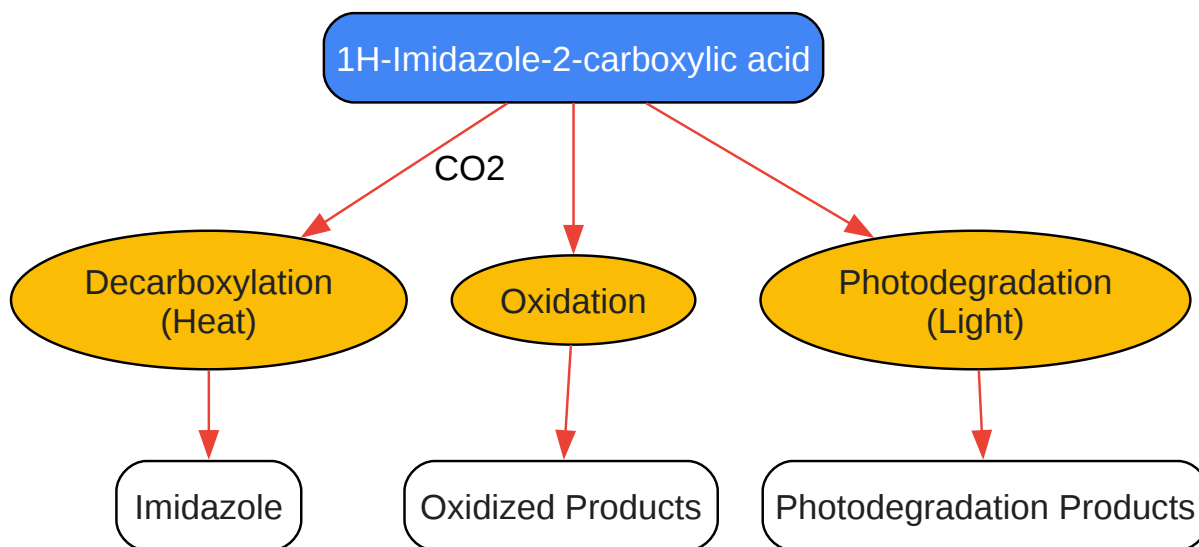 1H-Imidazole-2-carboxylic acid
CO2
Decarboxylation
(Heat)
Oxidation
Photodegradation
(Light)
Imidazole
Oxidized Products
Photodegradation Products